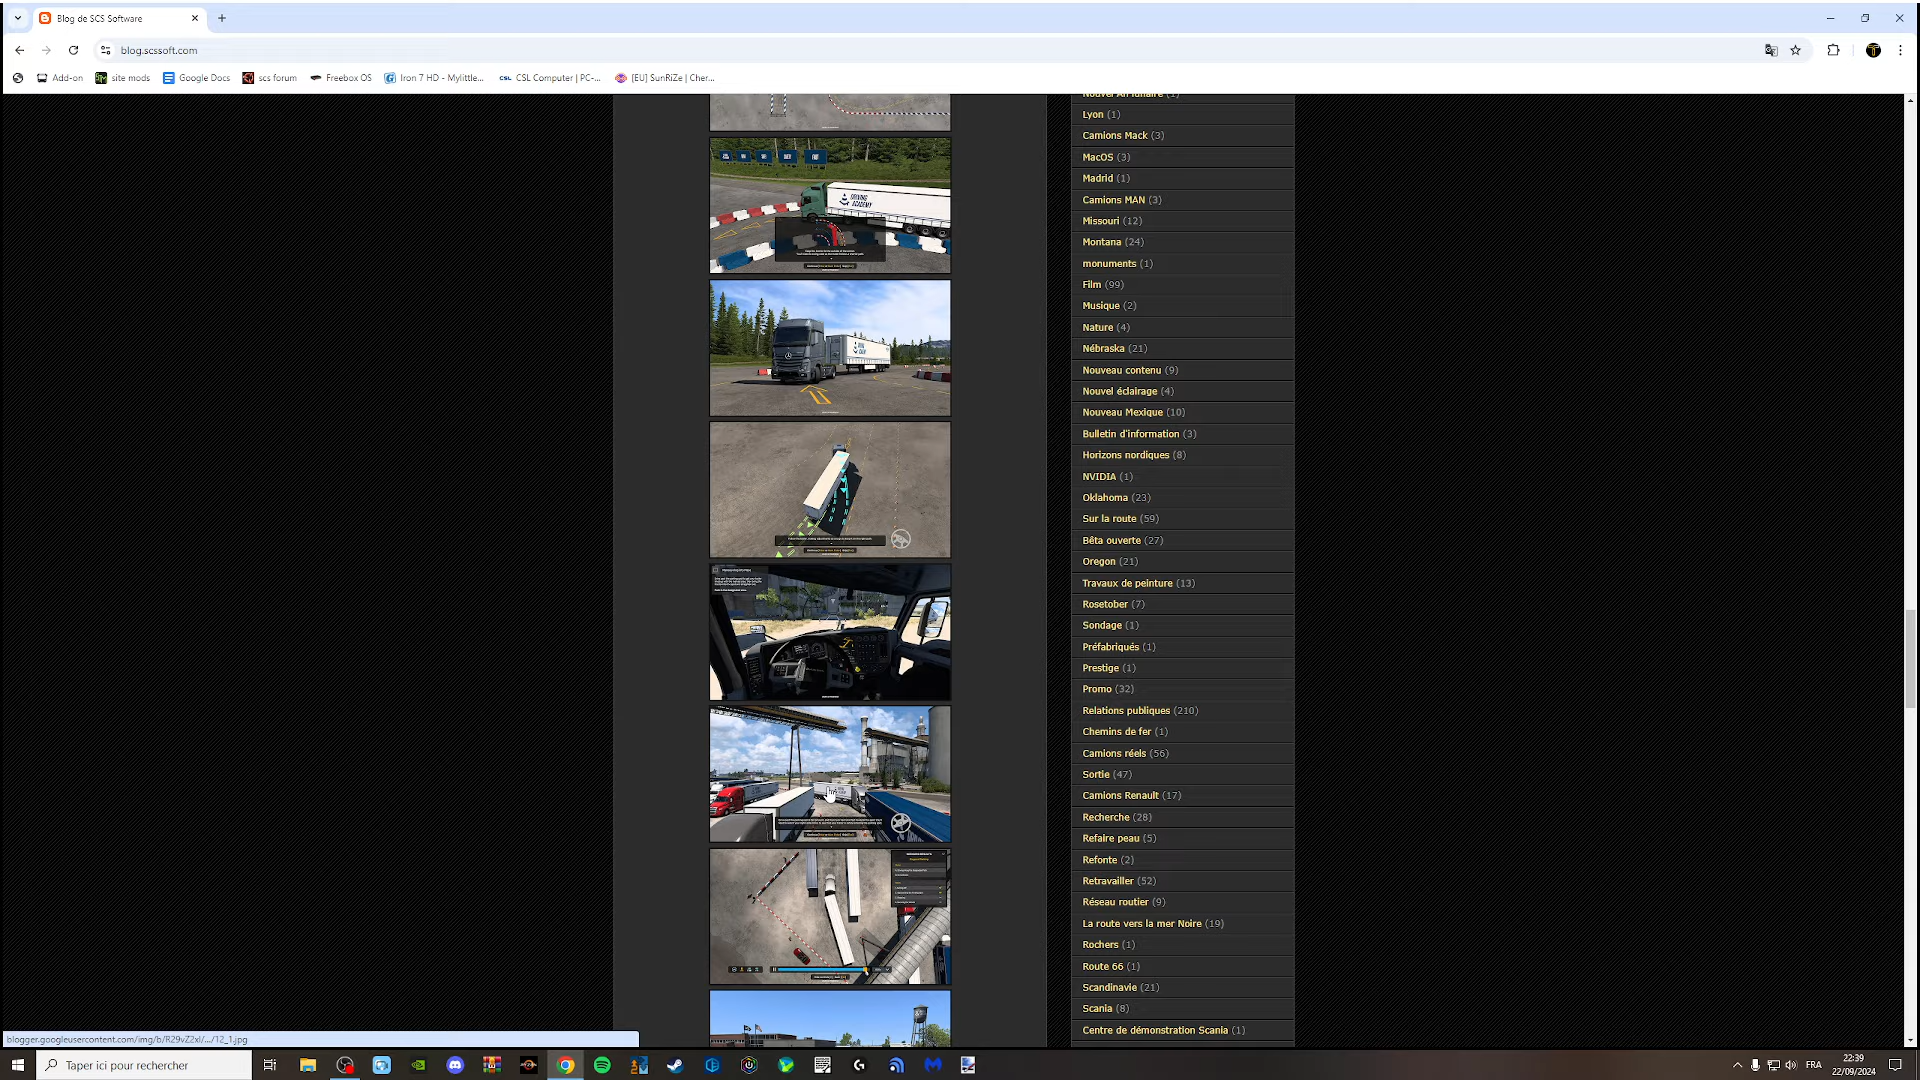 Blog de SCS Software
blog.scssoft.com
Add-on
site mods
Google Docs
scs forum
Freebox OS
Iron 7 HD - Mylittle...
CSL Computer | PC-...
[EU] SunRiZe | Cher...
Nouvel An lunaire (1)
Lyon (1)
Camions Mack (3)
MacOS (3)
Madrid (1)
Camions MAN (3)
Missouri (12)
Montana (24)
monuments (1)
Film (99)
Musique (2)
Nature (4)
Nébraska (21)
Nouveau contenu (9)
Nouvel éclairage (4)
Nouveau Mexique (10)
Bulletin d'information (3)
Horizons nordiques (8)
NVIDIA (1)
Oklahoma (23)
Sur la route (59)
Bêta ouverte (27)
Oregon (21)
Travaux de peinture (13)
Rosetober (7)
Sondage (1)
Préfabriqués (1)
Prestige (1)
Promo (32)
Relations publiques (210)
Chemins de fer (1)
Camions réels (56)
Sortie (47)
Camions Renault (17)
Recherche (28)
Refaire peau (5)
Refonte (2)
Retravailler (52)
Réseau routier (9)
La route vers la mer Noire (19)
Rochers (1)
Route 66 (1)
Scandinavie (21)
Scania (8)
Centre de démonstration Scania (1)
DRIVING
ACADEMY
blogger.googleusercontent.com/img/b/R29vZ2xl/.../12_1.jpg
Taper ici pour rechercher
FRA
22:39
22/09/2024